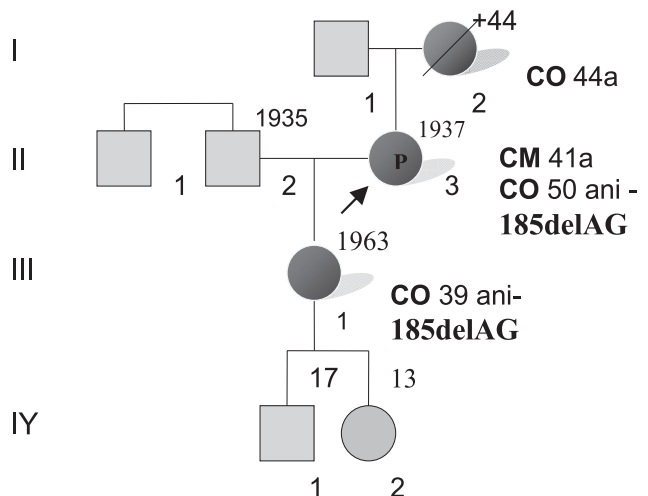 I
+44
CO 44a
1
2
1935
1937
II
P
CM 41a
1
2
3
CO 50 ani -
185delAG
1963
III
CO 39 ani-
1
185delAG
17
13
IY
1
2